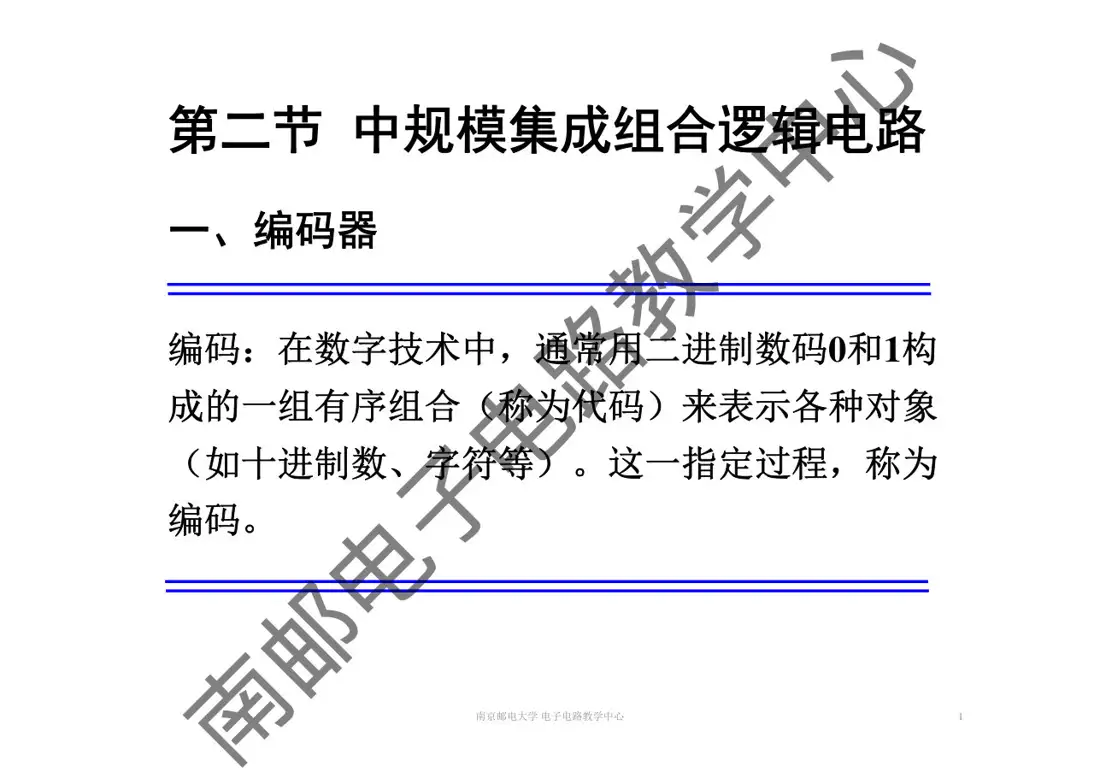 第二节 中规模集成组合逻辑电路
一、编码器
编码：在数字技术中，通常用二进制数码0和1构
成的一组有序组合（称为代码）来表示各种对象
（如十进制数、字符等）。这一指定过程，称为
编码。
南邮电子电路教学中心
南京邮电大学 电子电路教学中心
1